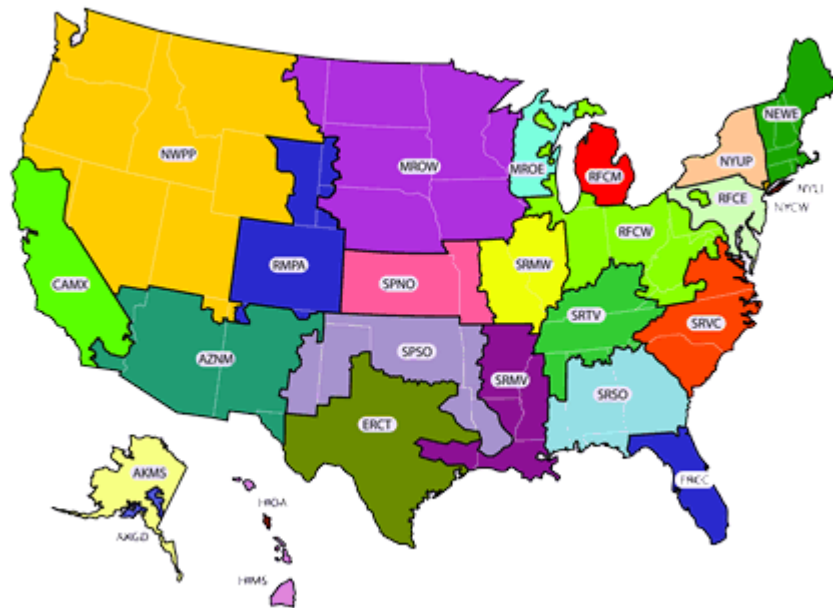 NEWE
NWPP
MROW
MROE
NYUP
RFCM
NYLI
RFCE
NYCW
RFCW
SRMW
RMPA
SPNO
CAMX
SRTV
SRVC
AZNM
SPSO
SRMV
SRSO
ERCT
AKMS
FRCC
HIOA
AKGD
HIMS